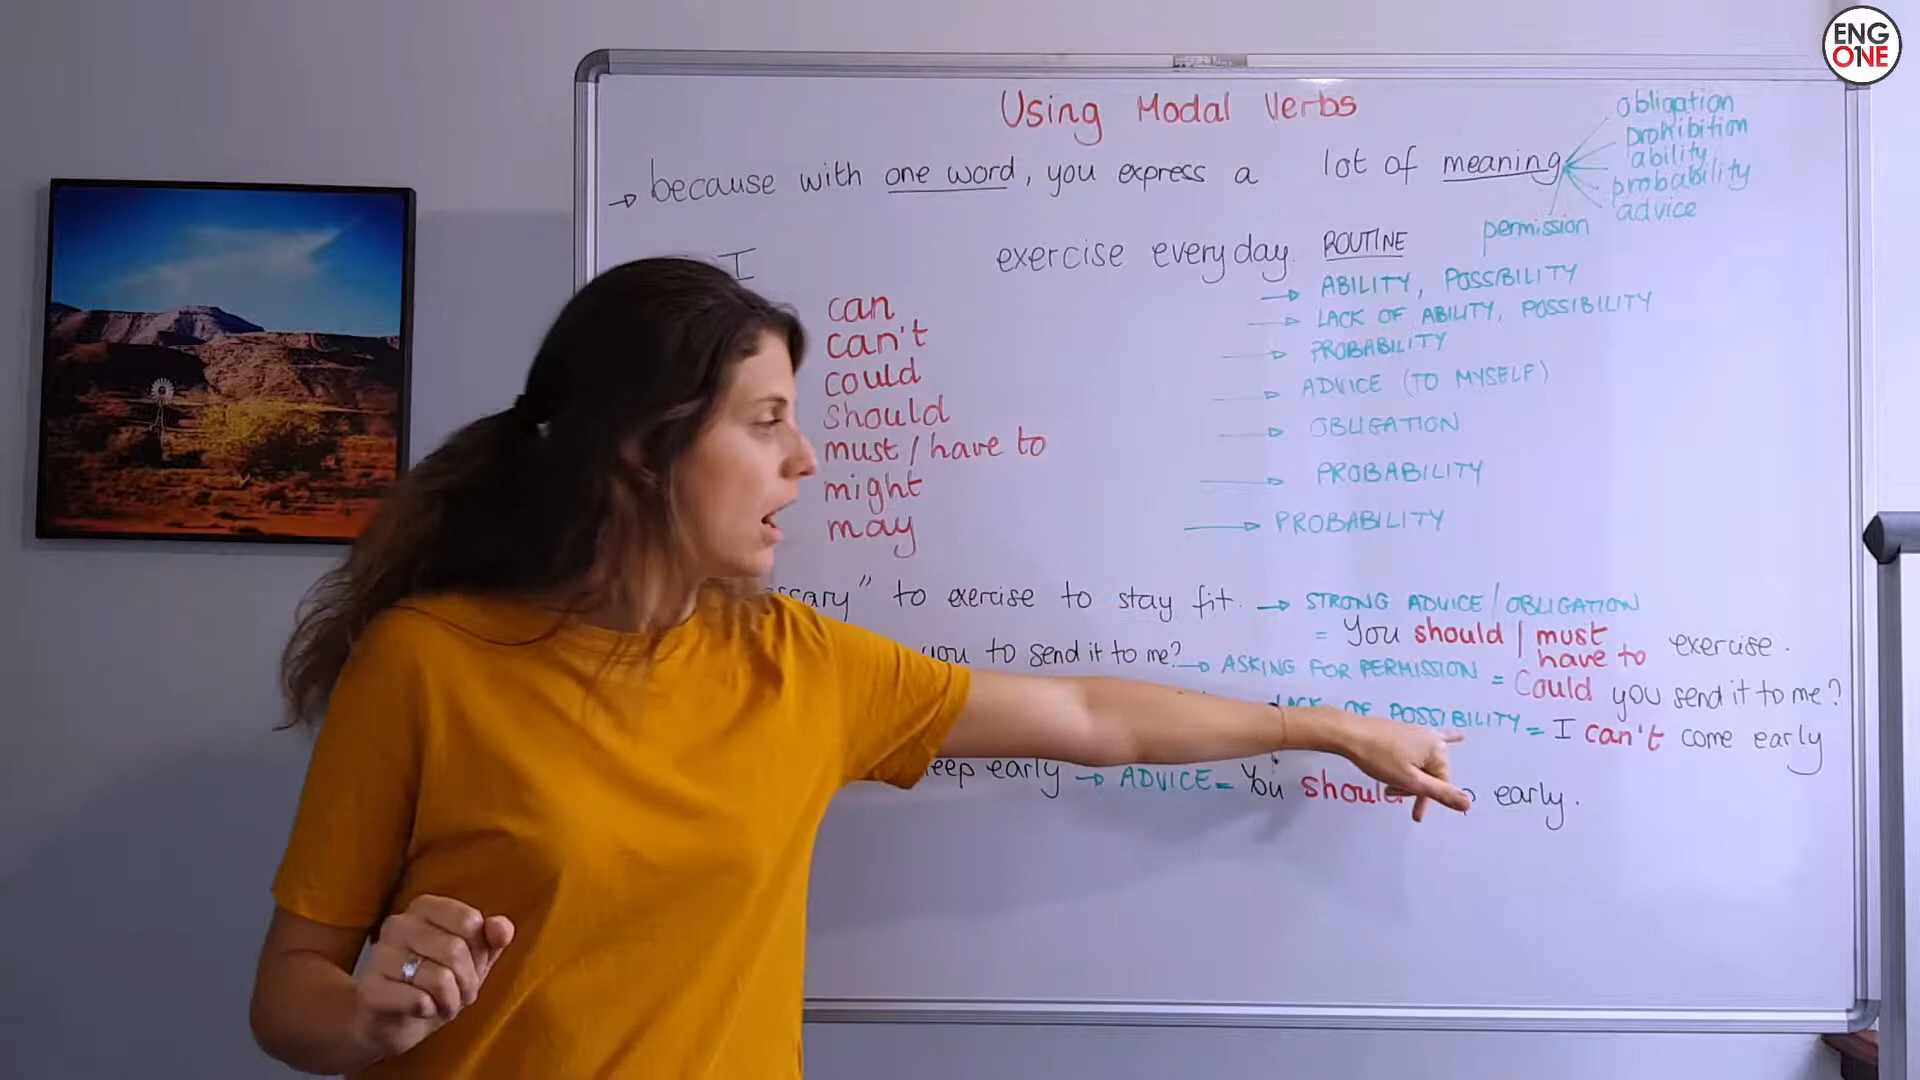 ENG
ONE
Using Modal Verbs
→ because with one word, you express a lot of meaning
obligation
prohibition
ability
probability
advice
permission
I exercise everyday. ROUTINE
can → ABILITY, POSSIBILITY
can't → LACK OF ABILITY, POSSIBILITY
could → PROBABILITY
should → ADVICE (TO MYSELF)
must / have to → OBLIGATION
might → PROBABILITY
may → PROBABILITY
" to exercise to stay fit. → STRONG ADVICE / OBLIGATION
= You should / must
have to exercise.
you to send it to me? → ASKING FOR PERMISSION = Could you send it to me?
OF POSSIBILITY = I can't come early
early → ADVICE = You early.